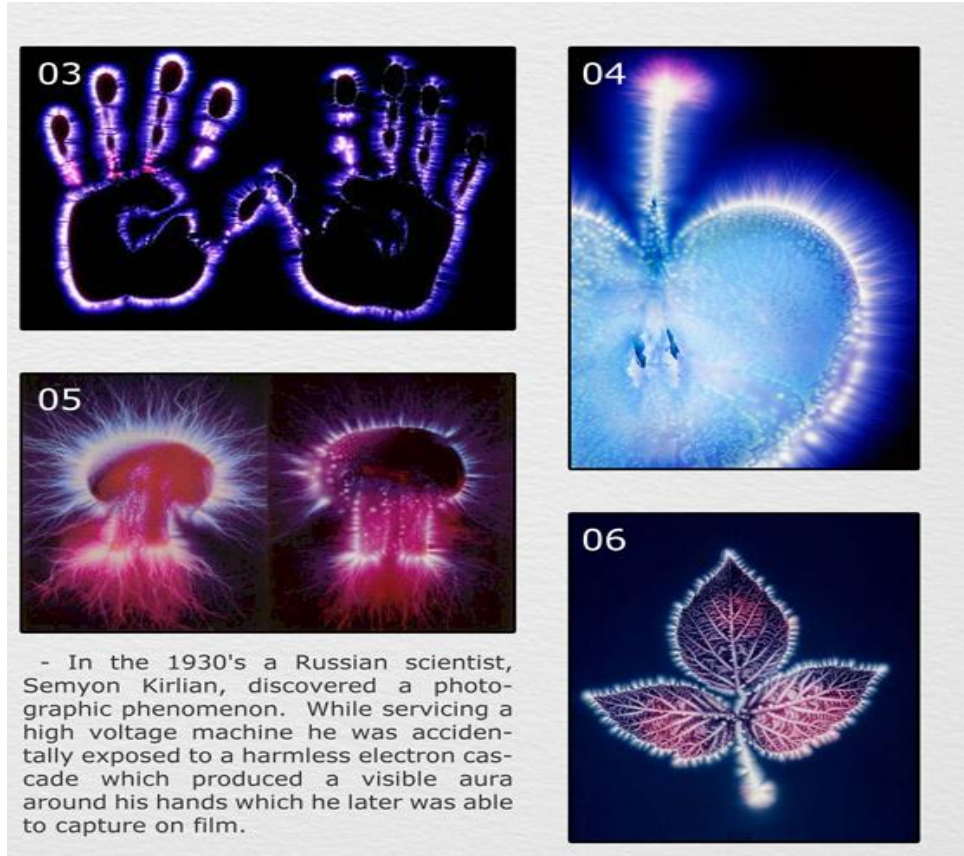 03
04
05
06
- In the 1930's a Russian scientist,
Semyon Kirlian, discovered a photo-
graphic phenomenon. While servicing a
high voltage machine he was acciden-
tally exposed to a harmless electron cas-
cade which produced a visible aura
around his hands which he later was able
to capture on film.